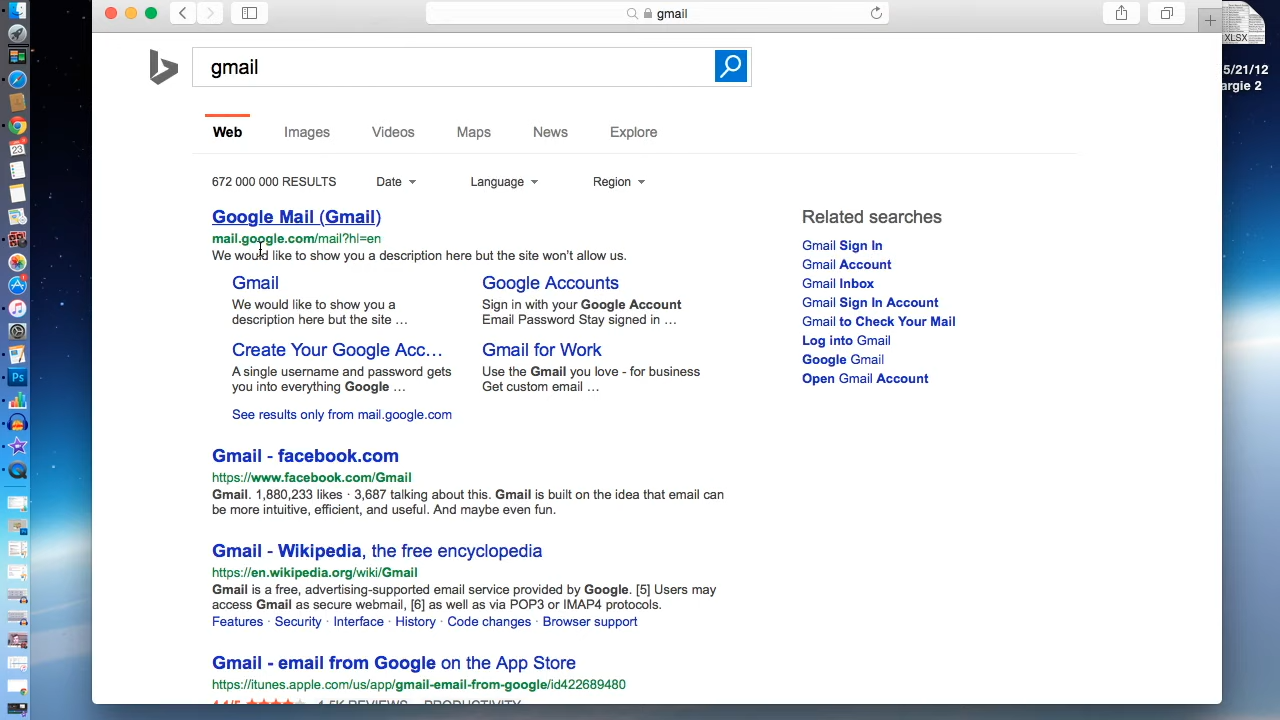 gmail
XLSX
5/21/12
argie 2
gmail
Web
Images
Videos
Maps
News
Explore
672 000 000 RESULTS
Date
Language
Region
Google Mail (Gmail)
mail.google.com/mail?hl=en
We would like to show you a description here but the site won't allow us.
Gmail
We would like to show you a
description here but the site ...
Google Accounts
Sign in with your Google Account
Email Password Stay signed in ...
Create Your Google Acc...
A single username and password gets
you into everything Google ...
Gmail for Work
Use the Gmail you love - for business
Get custom email ...
See results only from mail.google.com
Gmail - facebook.com
https://www.facebook.com/Gmail
Gmail. 1,880,233 likes · 3,687 talking about this. Gmail is built on the idea that email can
be more intuitive, efficient, and useful. And maybe even fun.
Gmail - Wikipedia, the free encyclopedia
https://en.wikipedia.org/wiki/Gmail
Gmail is a free, advertising-supported email service provided by Google. [5] Users may
access Gmail as secure webmail, [6] as well as via POP3 or IMAP4 protocols.
Features · Security · Interface · History · Code changes · Browser support
Gmail - email from Google on the App Store
https://itunes.apple.com/us/app/gmail-email-from-google/id422689480
4.4/5 1.5K REVIEWS PRODUCTIVITY
Related searches
Gmail Sign In
Gmail Account
Gmail Inbox
Gmail Sign In Account
Gmail to Check Your Mail
Log into Gmail
Google Gmail
Open Gmail Account
23
Ps